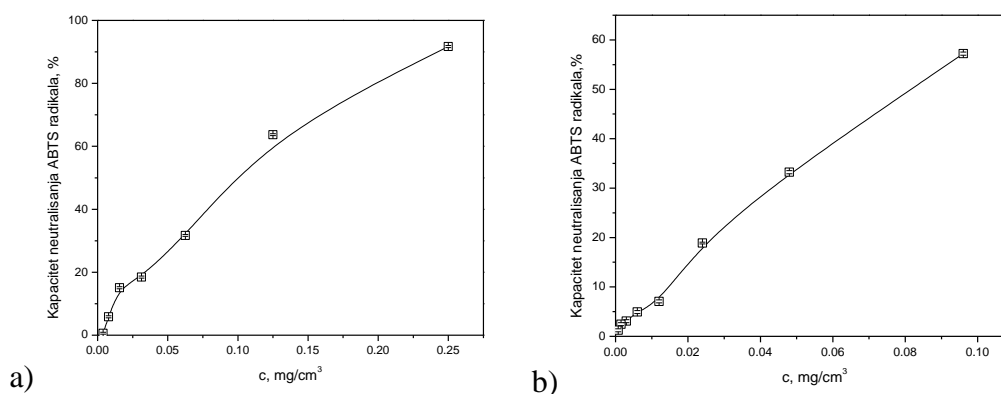 100
80
60
40
20
0
Kapacitet neutralisanja ABTS radikala, %
0.00 0.05 0.10 0.15 0.20 0.25
c, mg/cm³
a)
60
50
40
30
20
10
0
Kapacitet neutralisanja ABTS radikala,%
0.00 0.02 0.04 0.06 0.08 0.10
c, mg/cm³
b)